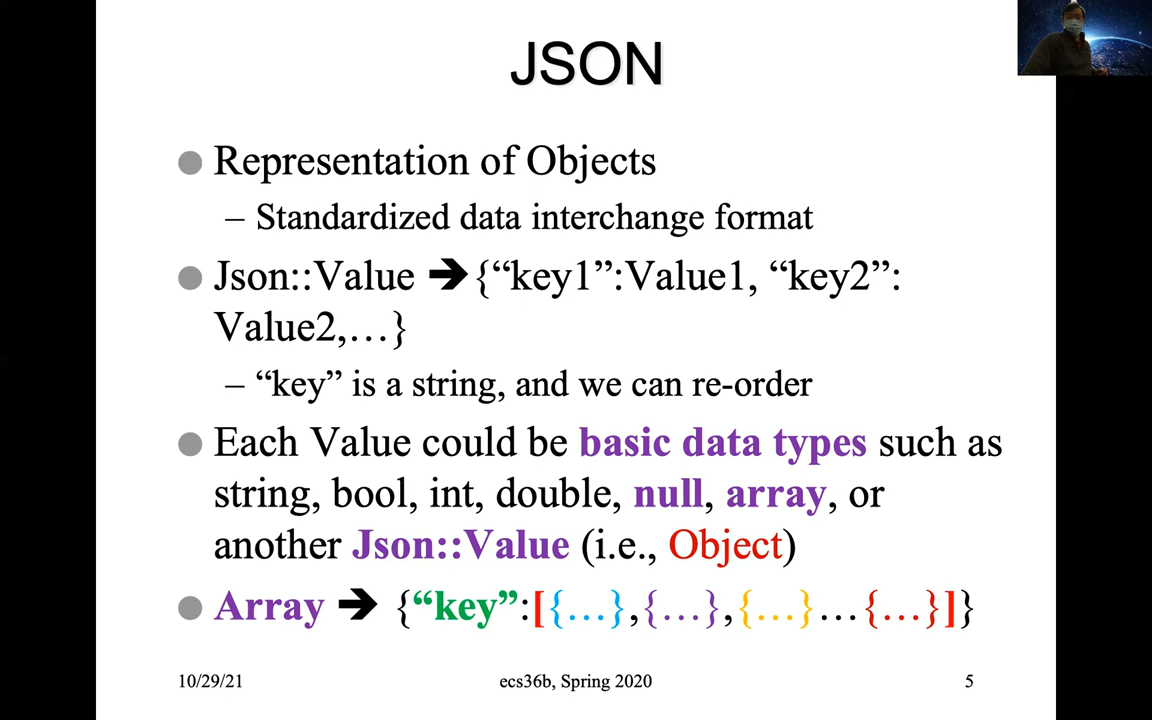 JSON
Representation of Objects
– Standardized data interchange format
Json::Value ➔{“key1”:Value1, “key2”:
Value2,…}
– “key” is a string, and we can re-order
Each Value could be basic data types such as
string, bool, int, double, null, array, or
another Json::Value (i.e., Object)
Array ➔ {“key”:[{…},{…},{…}…{…}]}
10/29/21 ecs36b, Spring 2020 5